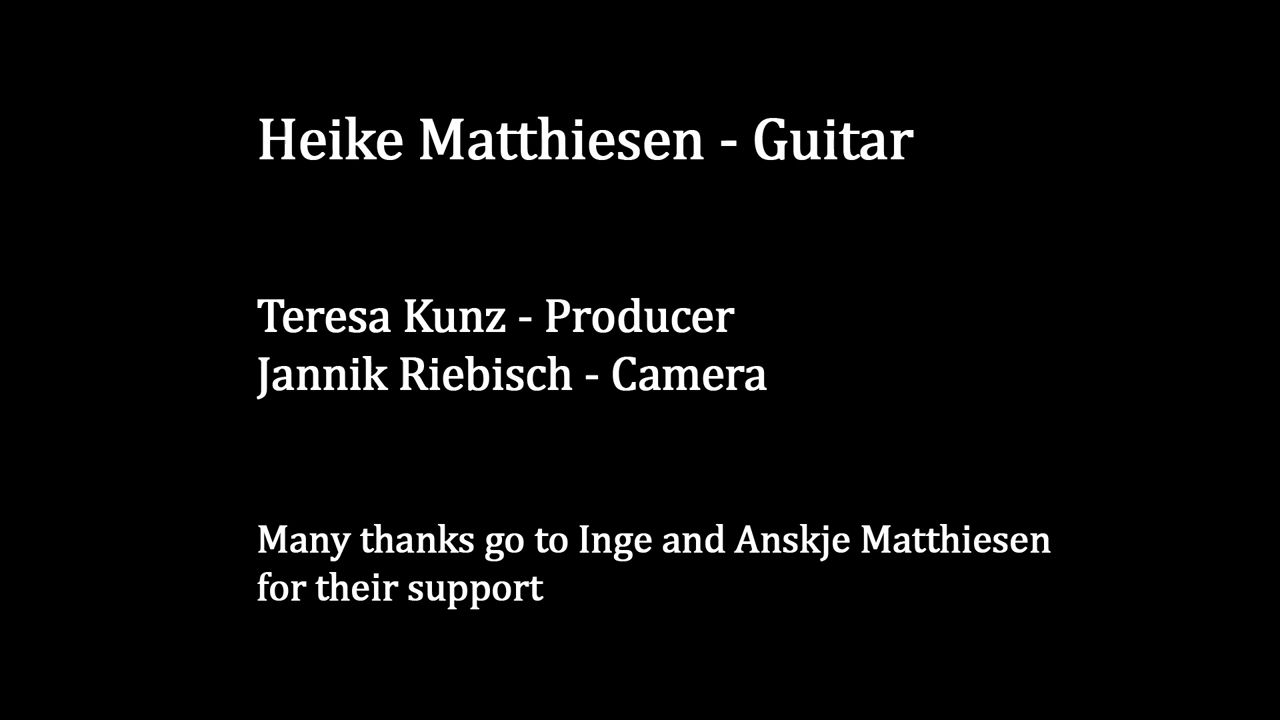 Heike Matthiesen - Guitar
Teresa Kunz - Producer
Jannik Riebisch - Camera
Many thanks go to Inge and Anskje Matthiesen
for their support